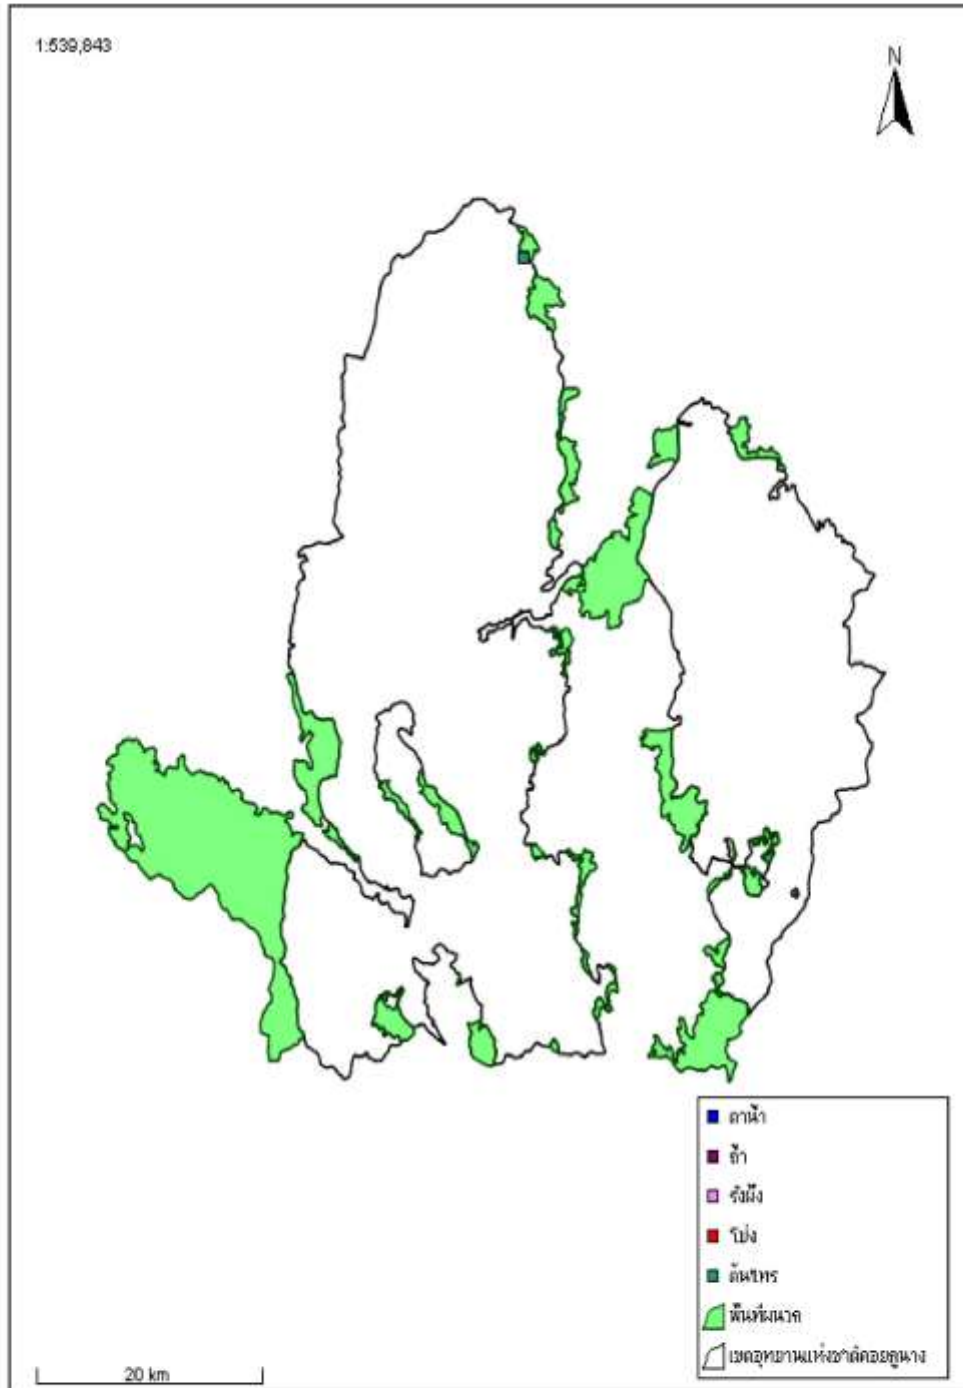 1:539,843
N
ตาน้ำ
ถ้ำ
รังผึ้ง
โป่ง
ต้นไทร
พื้นที่ผนวก
เขตอุทยานแห่งชาติดอยภูนาง
20 km